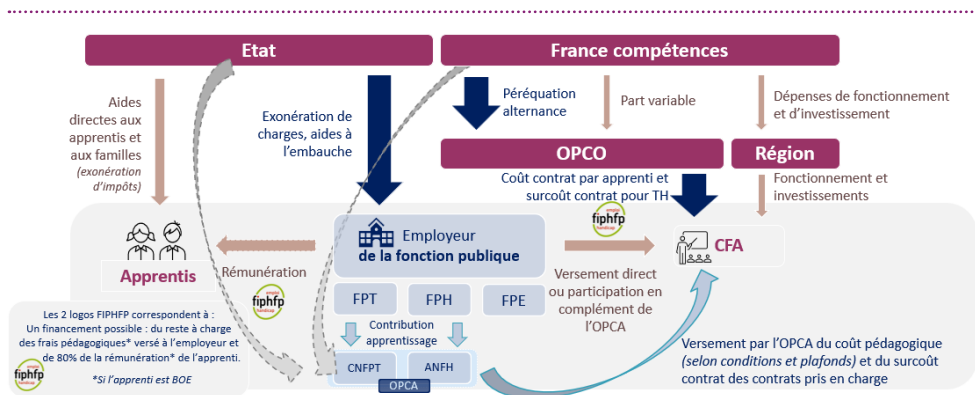 Etat
France compétences
Aides
directes aux
apprentis et
aux familles
(exonération
d'impôts)
Exonération de
charges, aides à
l'embauche
Péréquation
alternance
Part variable
Dépenses de fonctionnement
et d'investissement
OPCO
Région
Coût contrat par apprenti et
surcoût contrat pour TH
Fonctionnement et
investissements
emploi
fiphfp
handicap
Apprentis
Rémunération
emploi
fiphfp
handicap
Employeur
de la fonction publique
CFA
Versement direct
ou participation en
complément de
l'OPCA
FPT
FPH
FPE
Contribution
apprentissage
CNFPT
ANFH
OPCA
Les 2 logos FIPHFP correspondent à :
Un financement possible : du reste à charge
des frais pédagogiques* versé à l'employeur et
de 80% de la rémunération* de l'apprenti.
*Si l'apprenti est BOE
emploi
fiphfp
handicap
Versement par l'OPCA du coût pédagogique
(selon conditions et plafonds) et du surcoût
contrat des contrats pris en charge